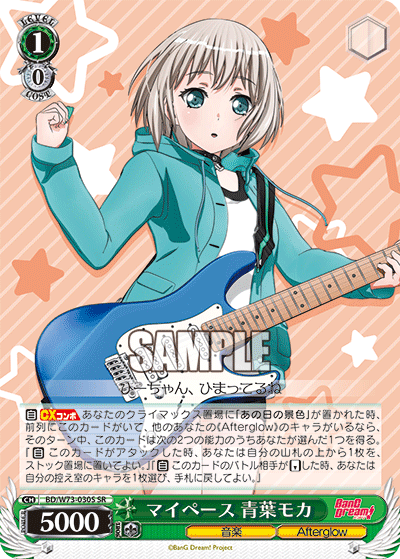 LEVEL
1
0
COST
SAMPLE
ひーちゃん、ひまってるね
自 CXコンボ あなたのクライマックス置場に「あの日の景色」が置かれた時、
前列にこのカードがいて、他のあなたの《Afterglow》のキャラがいるなら、
そのターン中、このカードは次の2つの能力のうちあなたが選んだ1つを得る。
『自 このカードがアタックした時、あなたは自分の山札の上から1枚を、
ストック置場に置いてよい。』『自 このカードのバトル相手が した時、あなたは
自分の控え室のキャラを1枚選び、手札に戻してよい。』
CH BD/W73-030S SR
マイペース 青葉モカ
BanG Dream!
5000
音楽
Afterglow
©BanG Dream! Project